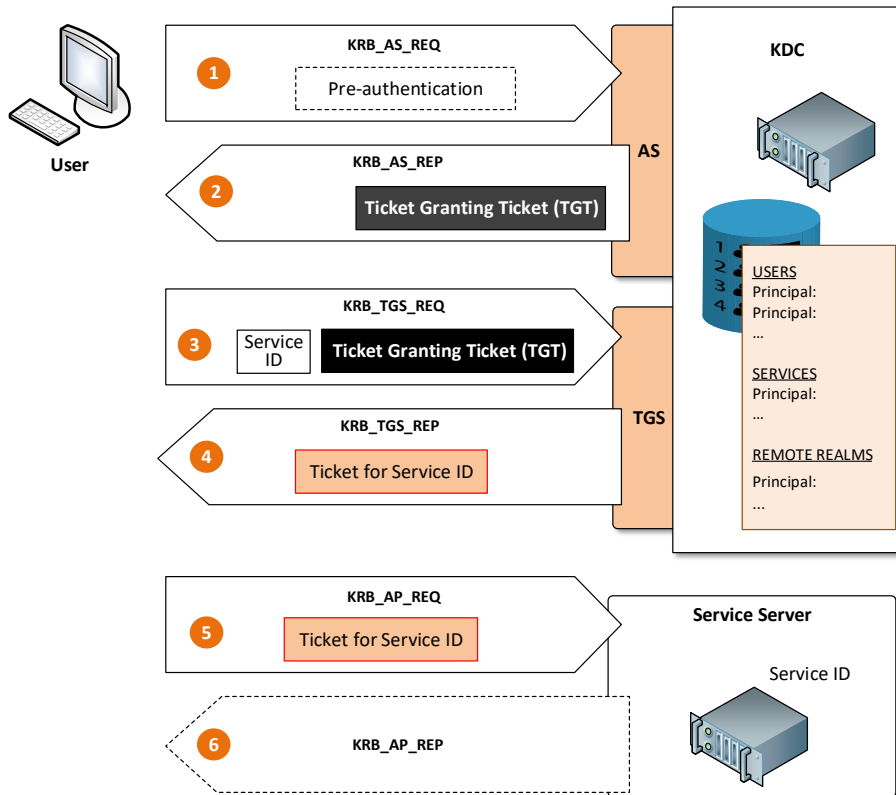 KRB_AS_REQ
1
Pre-authentication
User
KDC
AS
KRB_AS_REP
2
Ticket Granting Ticket (TGT)
1
2
3
4
USERS
Principal:
Principal:
...
SERVICES
Principal:
...
REMOTE REALMS
Principal:
...
KRB_TGS_REQ
3
Service
ID
Ticket Granting Ticket (TGT)
TGS
KRB_TGS_REP
4
Ticket for Service ID
KRB_AP_REQ
5
Ticket for Service ID
Service Server
Service ID
6
KRB_AP_REP